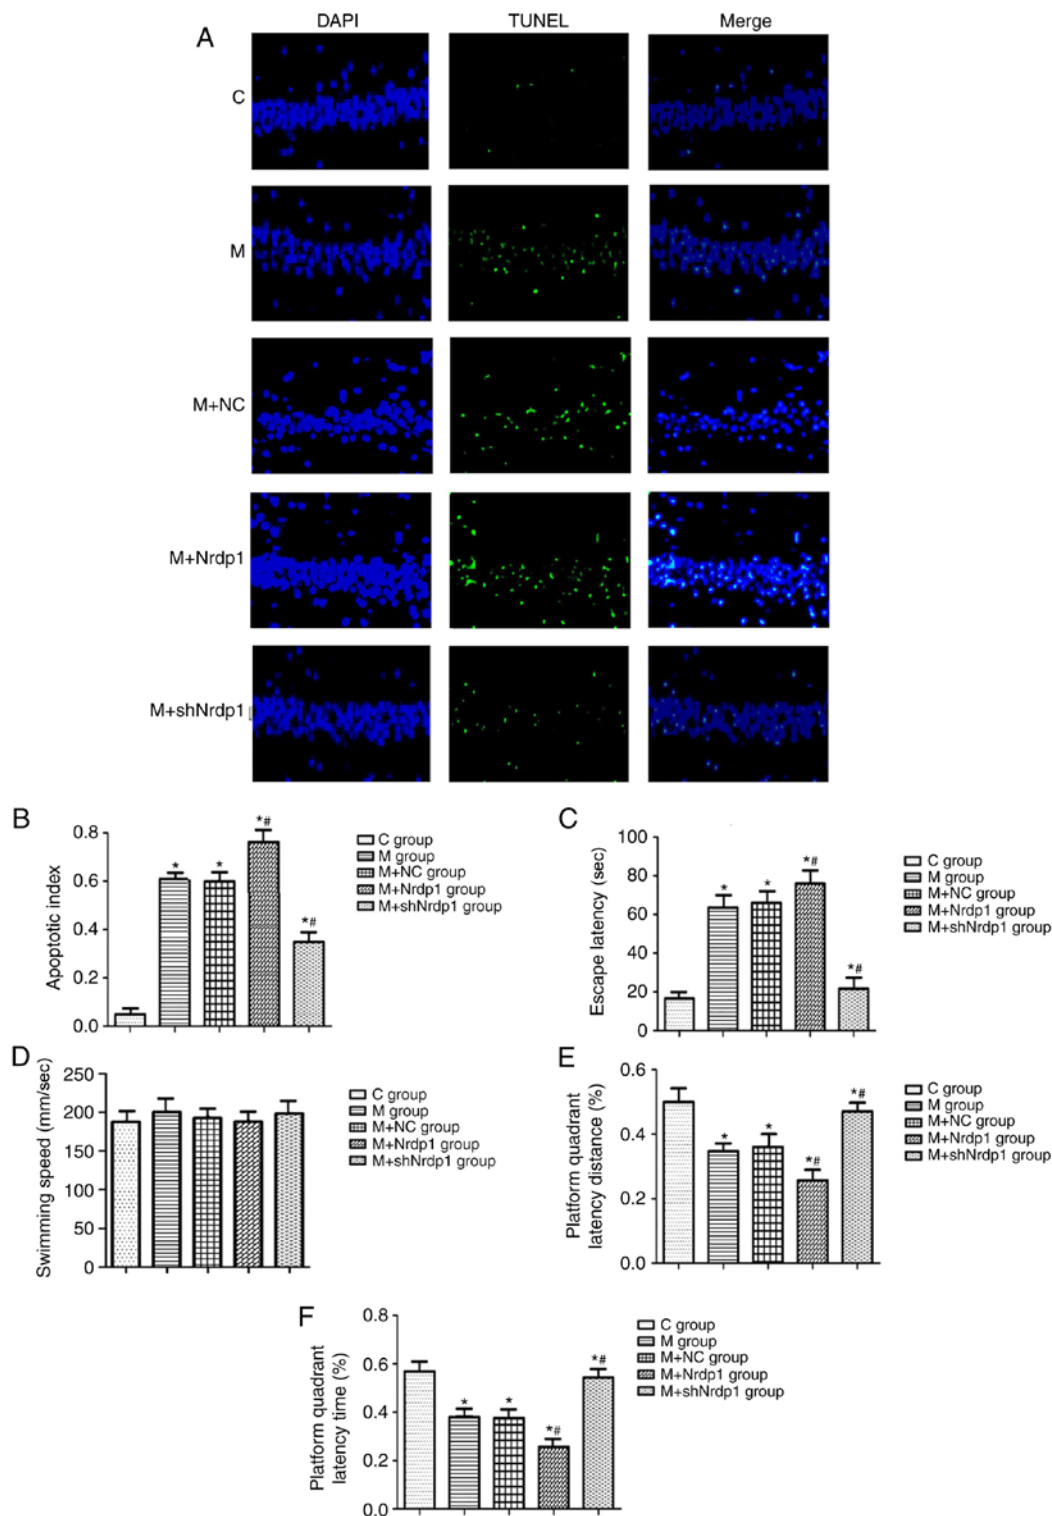 A
DAPI TUNEL Merge
C
M
M+NC
M+Nrdp1
M+shNrdp1
B
Apoptotic index
0.8
0.6
0.4
0.2
0.0
*
*
*#
*#
C group
M group
M+NC group
M+Nrdp1 group
M+shNrdp1 group
C
Escape latency (sec)
100
80
60
40
20
0
*
*
*#
*#
C group
M group
M+NC group
M+Nrdp1 group
M+shNrdp1 group
D
Swimming speed (mm/sec)
250
200
150
100
50
0
C group
M group
M+NC group
M+Nrdp1 group
M+shNrdp1 group
E
Platform quadrant
latency distance (%)
0.6
0.4
0.2
0.0
*
*
*#
*#
C group
M group
M+NC group
M+Nrdp1 group
M+shNrdp1 group
F
Platform quadrant
latency time (%)
0.8
0.6
0.4
0.2
0.0
*
*
*#
*#
C group
M group
M+NC group
M+Nrdp1 group
M+shNrdp1 group